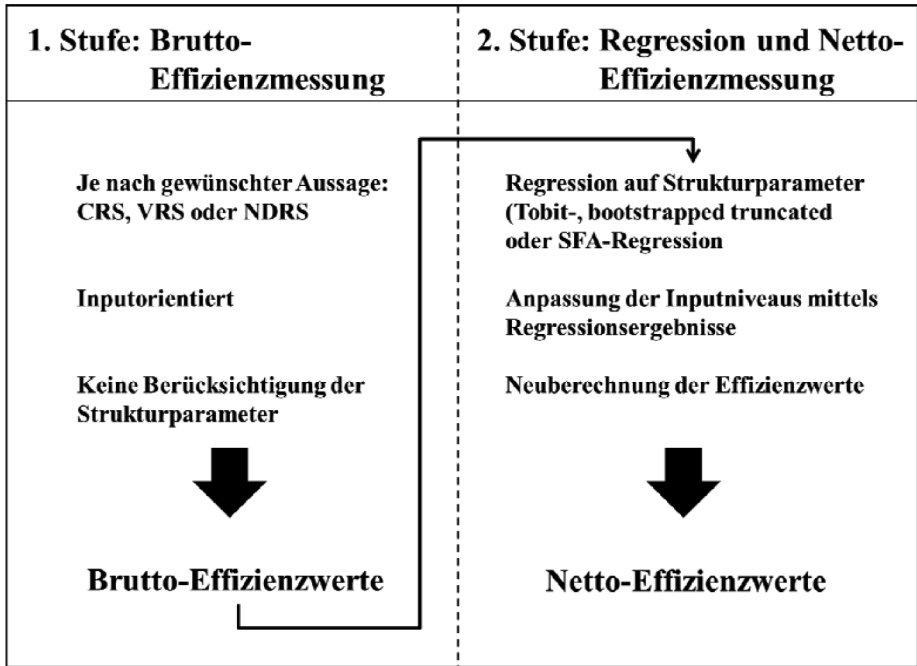 1. Stufe: Brutto-
Effizienzmessung
Je nach gewünschter Aussage:
CRS, VRS oder NDRS
Inputorientiert
Keine Berücksichtigung der
Strukturparameter
Brutto-Effizienzwerte
2. Stufe: Regression und Netto-
Effizienzmessung
Regression auf Strukturparameter
(Tobit-, bootstrapped truncated
oder SFA-Regression
Anpassung der Inputniveaus mittels
Regressionsergebnisse
Neuberechnung der Effizienzwerte
Netto-Effizienzwerte